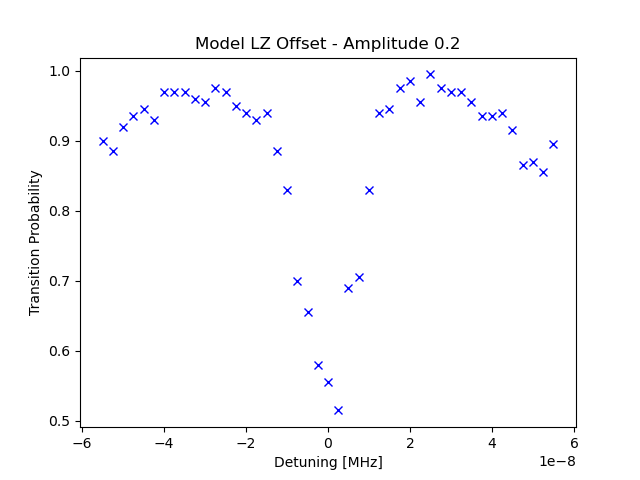 Model LZ Offset - Amplitude 0.2
Transition Probability
1.0
0.9
0.8
0.7
0.6
0.5
−6 −4 −2 0 2 4 6
1e−8
Detuning [MHz]